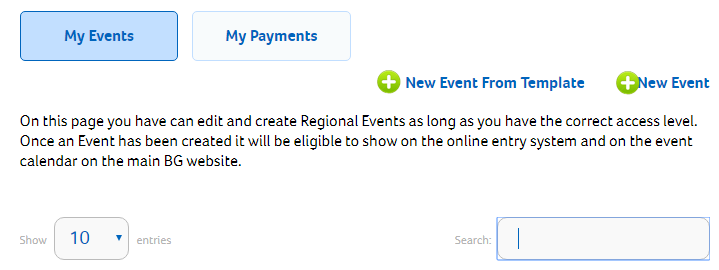 My Events My Payments
New Event From Template New Event
On this page you have can edit and create Regional Events as long as you have the correct access level.
Once an Event has been created it will be eligible to show on the online entry system and on the event
calendar on the main BG website.
Show 10 entries Search: